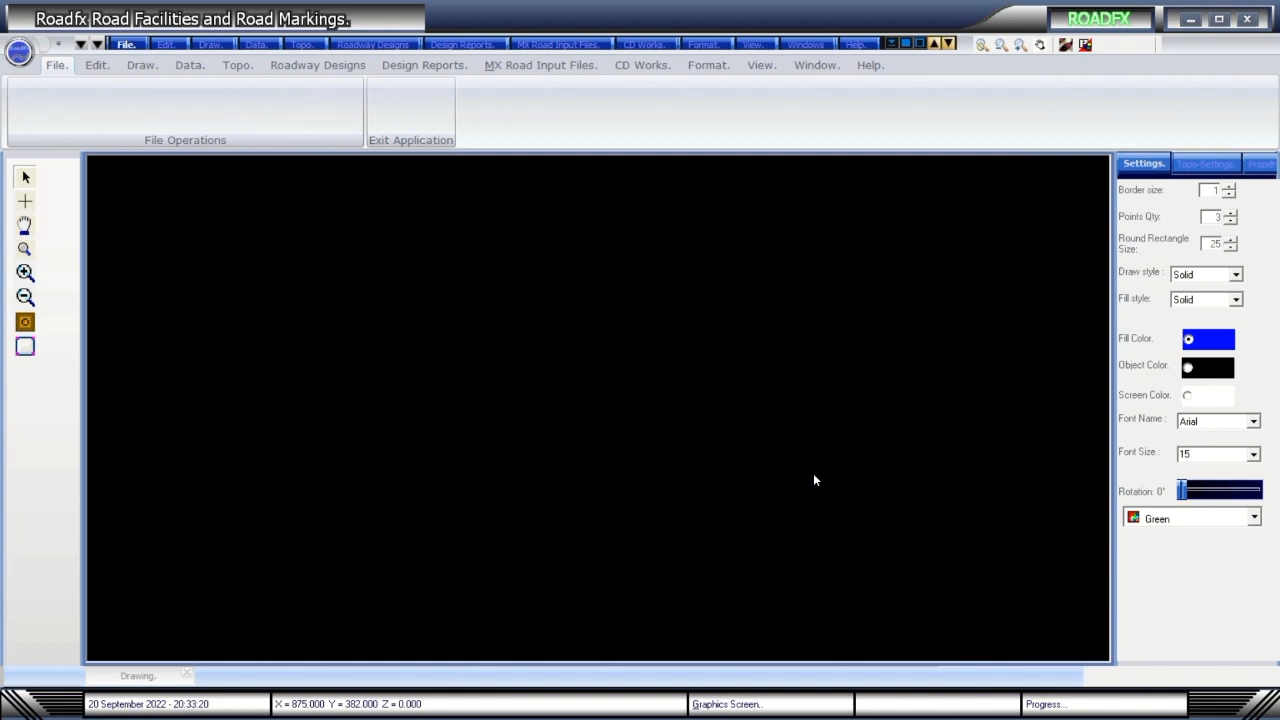 Roadfx Road Facilities and Road Markings.
ROADFX
File. Edit. Draw. Data. Topo. Roadway Designs Design Reports. MX Road Input Files. CD Works. Format. View. Windows Help.
File. Edit. Draw. Data. Topo. Roadway Designs Design Reports. MX Road Input Files. CD Works. Format. View. Window. Help.
File Operations Exit Application
Settings. Topo-Settings.
Border size: 1
Points Qty: 3
Round Rectangle
Size: 25
Draw style : Solid
Fill style: Solid
Fill Color.
Object Color.
Screen Color.
Font Name : Arial
Font Size : 15
Rotation: 0°
Green
Drawing.
20 September 2022 - 20:33:20 X = 875.000 Y = 382.000 Z = 0.000 Graphics Screen.. Progress...